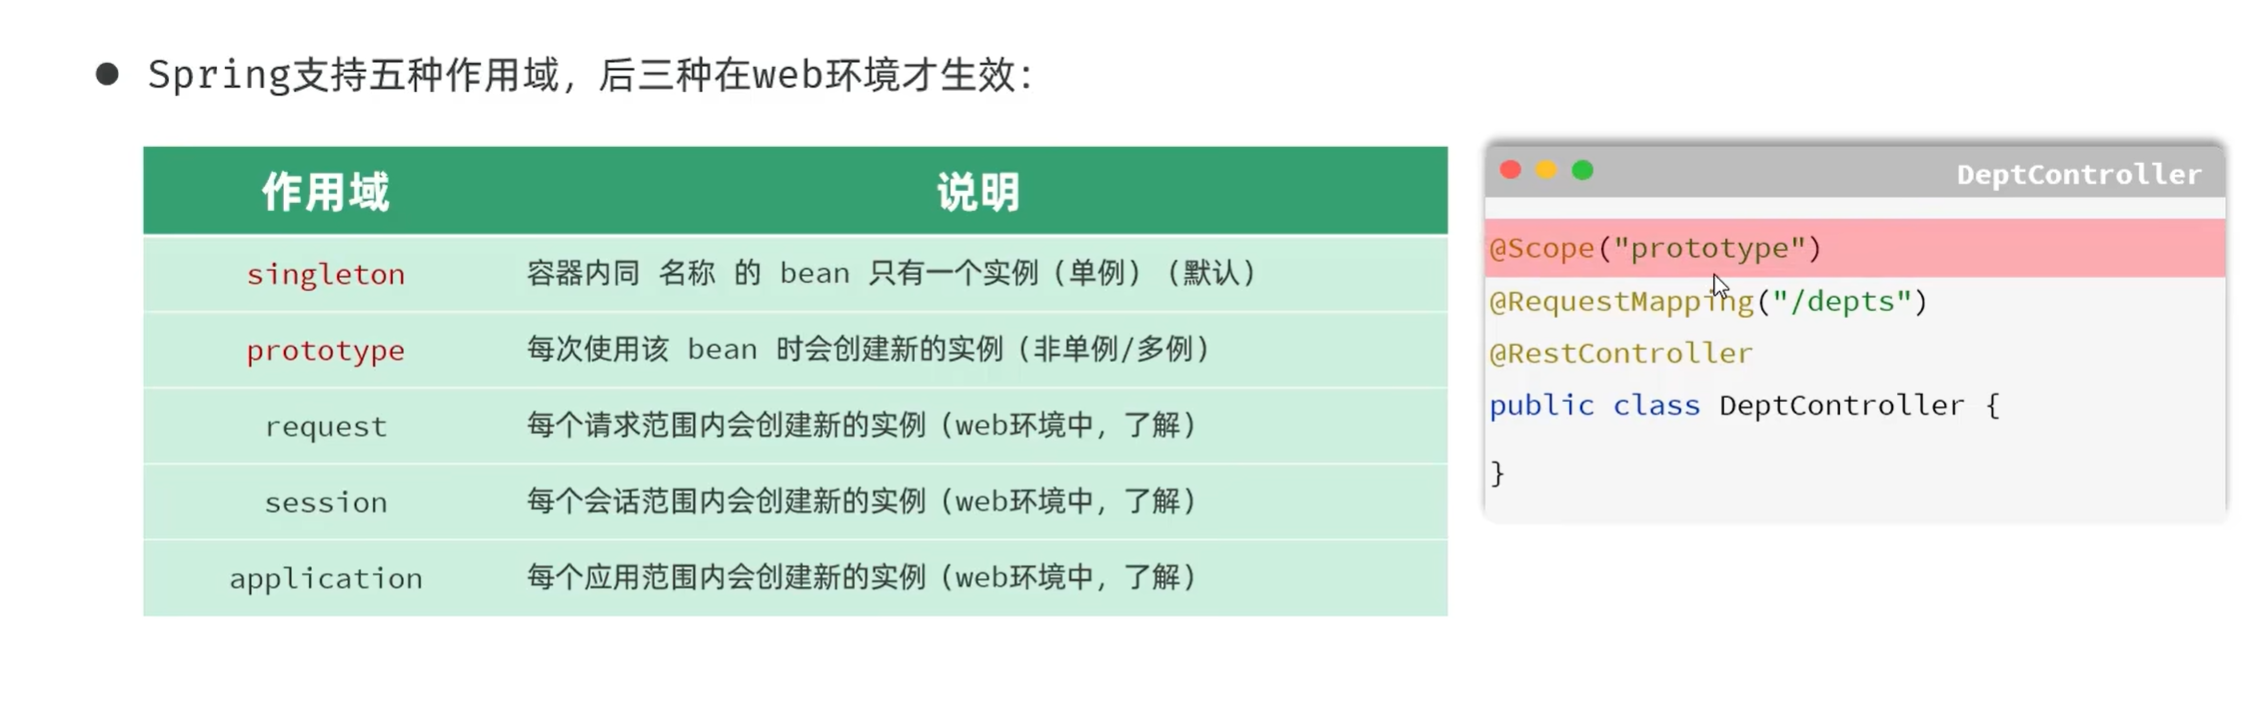 ● Spring支持五种作用域，后三种在web环境才生效：
作用域 说明
singleton 容器内同 名称 的 bean 只有一个实例（单例）（默认）
prototype 每次使用该 bean 时会创建新的实例（非单例/多例）
request 每个请求范围内会创建新的实例（web环境中，了解）
session 每个会话范围内会创建新的实例（web环境中，了解）
application 每个应用范围内会创建新的实例（web环境中，了解）
DeptController
@Scope("prototype")
@RequestMapping("/depts")
@RestController
public class DeptController {
}